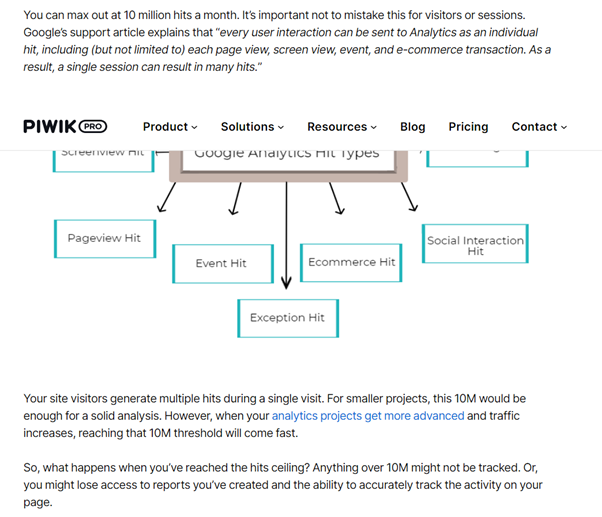 You can max out at 10 million hits a month. It's important not to mistake this for visitors or sessions.
Google's support article explains that "every user interaction can be sent to Analytics as an individual
hit, including (but not limited to) each page view, screen view, event, and e-commerce transaction. As a
result, a single session can result in many hits."
PIWIK PRO Product Solutions Resources Blog Pricing Contact
Screenview Hit
Google Analytics Hit Types
Pageview Hit
Event Hit
Ecommerce Hit
Social Interaction
Hit
Exception Hit
Your site visitors generate multiple hits during a single visit. For smaller projects, this 10M would be
enough for a solid analysis. However, when your analytics projects get more advanced and traffic
increases, reaching that 10M threshold will come fast.
So, what happens when you've reached the hits ceiling? Anything over 10M might not be tracked. Or,
you might lose access to reports you've created and the ability to accurately track the activity on your
page.